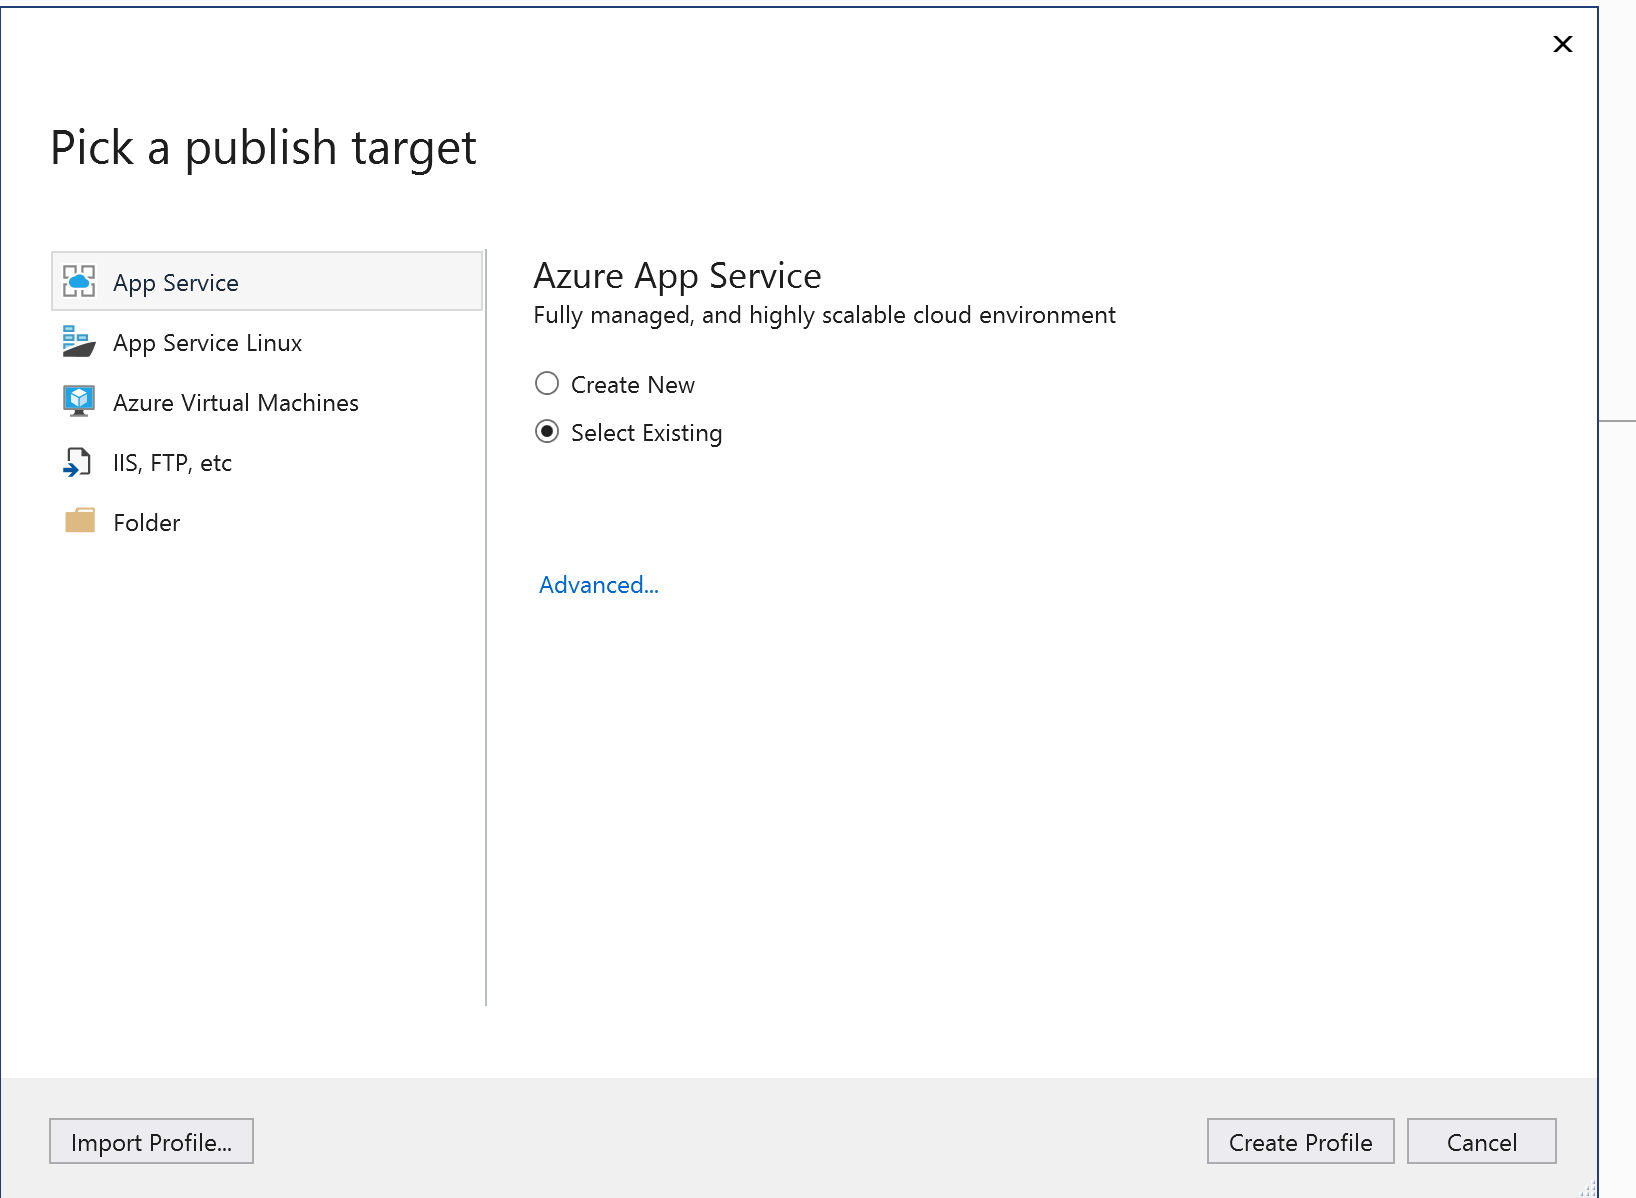 Pick a publish target
App Service
App Service Linux
Azure Virtual Machines
IIS, FTP, etc
Folder
Azure App Service
Fully managed, and highly scalable cloud environment
Create New
Select Existing
Advanced...
Import Profile...
Create Profile
Cancel